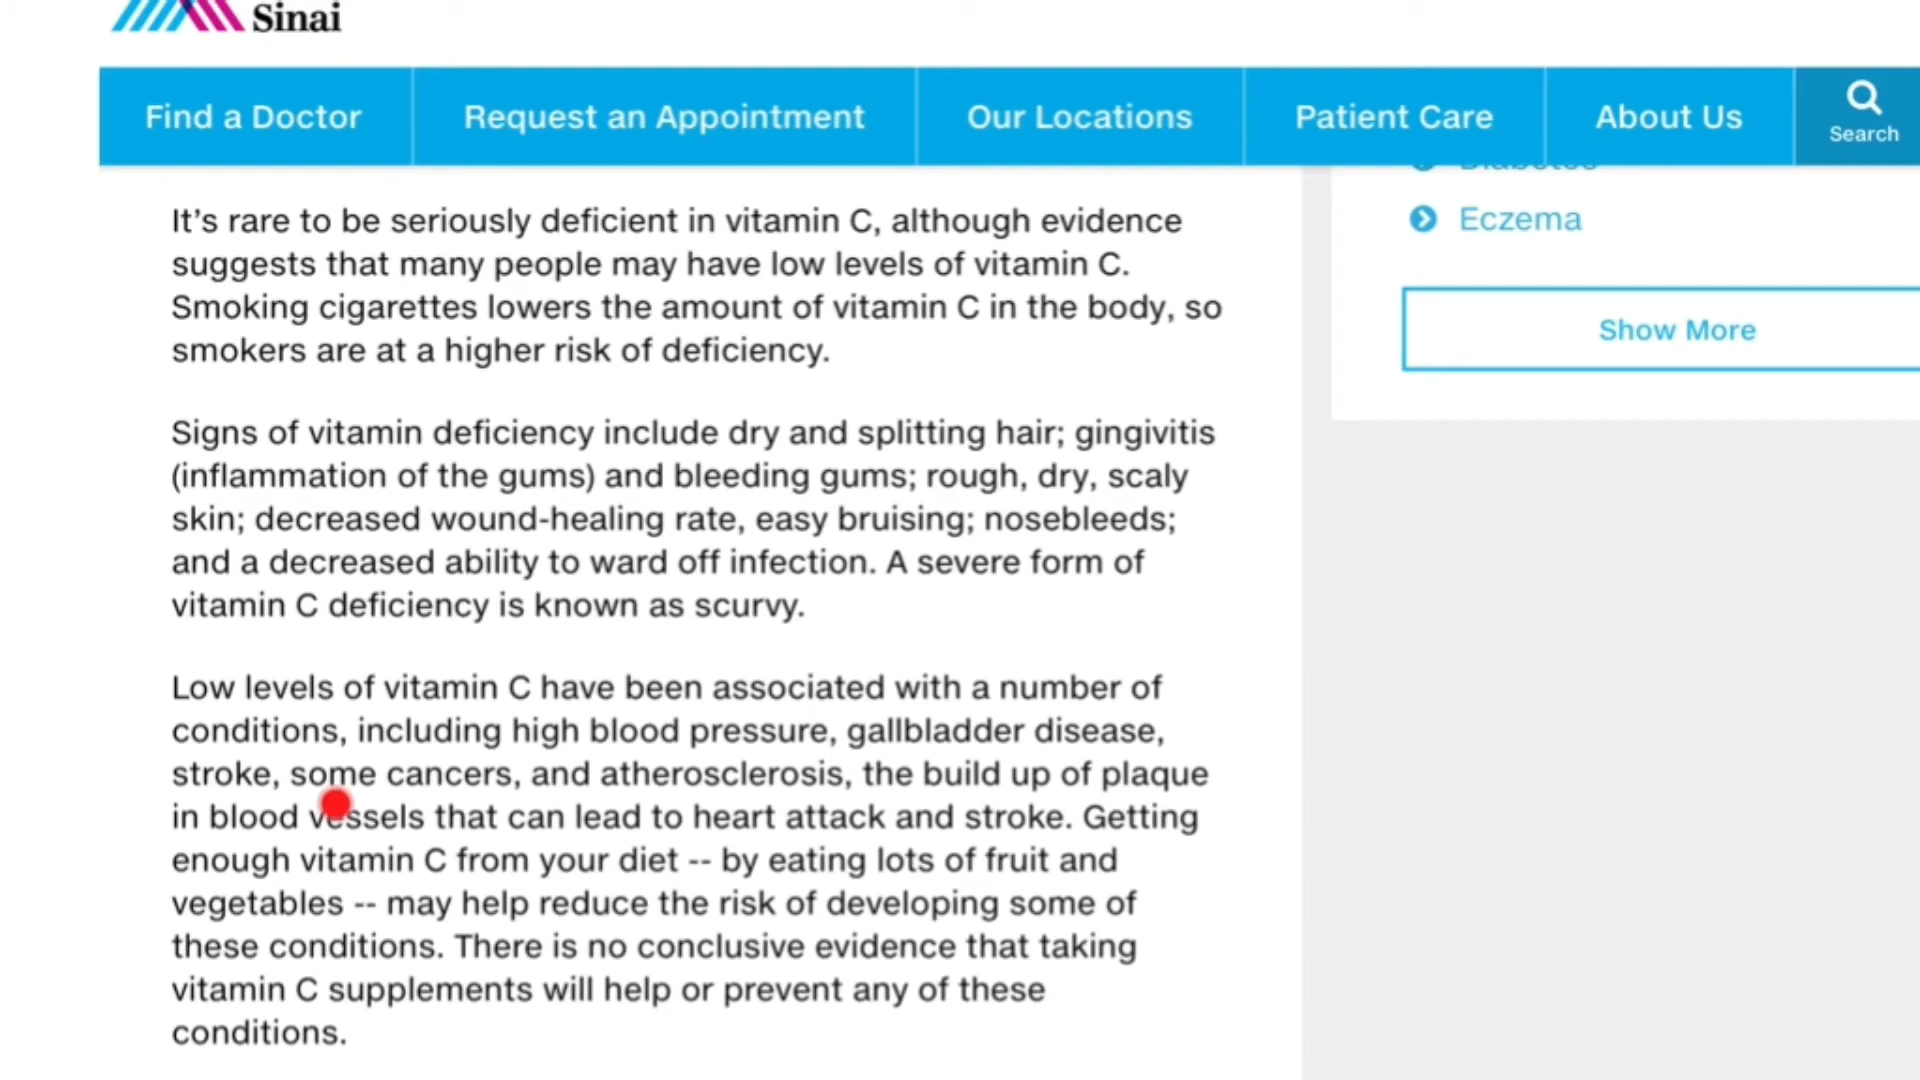 Sinai
Find a Doctor
Request an Appointment
Our Locations
Patient Care
About Us
Search
Diabetes
Eczema
Show More
It’s rare to be seriously deficient in vitamin C, although evidence
suggests that many people may have low levels of vitamin C.
Smoking cigarettes lowers the amount of vitamin C in the body, so
smokers are at a higher risk of deficiency.
Signs of vitamin deficiency include dry and splitting hair; gingivitis
(inflammation of the gums) and bleeding gums; rough, dry, scaly
skin; decreased wound-healing rate, easy bruising; nosebleeds;
and a decreased ability to ward off infection. A severe form of
vitamin C deficiency is known as scurvy.
Low levels of vitamin C have been associated with a number of
conditions, including high blood pressure, gallbladder disease,
stroke, some cancers, and atherosclerosis, the build up of plaque
in blood vessels that can lead to heart attack and stroke. Getting
enough vitamin C from your diet -- by eating lots of fruit and
vegetables -- may help reduce the risk of developing some of
these conditions. There is no conclusive evidence that taking
vitamin C supplements will help or prevent any of these
conditions.